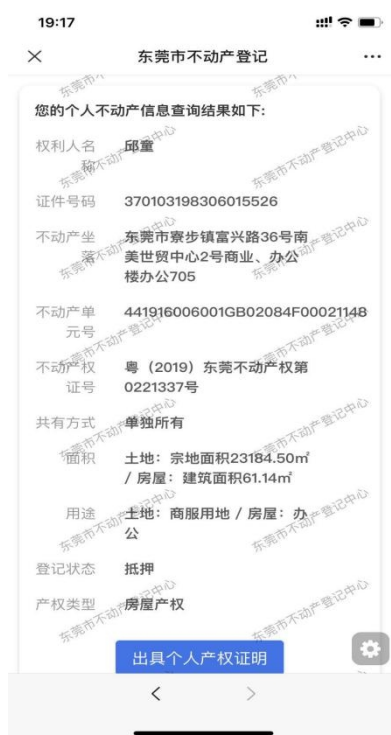 19:17
东莞市不动产登记
您的个人不动产信息查询结果如下:
权利人名称
邱童
证件号码
370103198306015526
不动产坐落
东莞市寮步镇富兴路36号南
美世贸中心2号商业、办公
楼办公705
不动产单元号
441916006001GB02084F00021148
不动产权证号
粤（2019）东莞不动产权第
0221337号
共有方式
单独所有
面积
土地：宗地面积23184.50㎡
/ 房屋：建筑面积61.14㎡
用途
土地：商服用地 / 房屋：办
公
登记状态
抵押
产权类型
房屋产权
出具个人产权证明
东莞市不动产登记中心